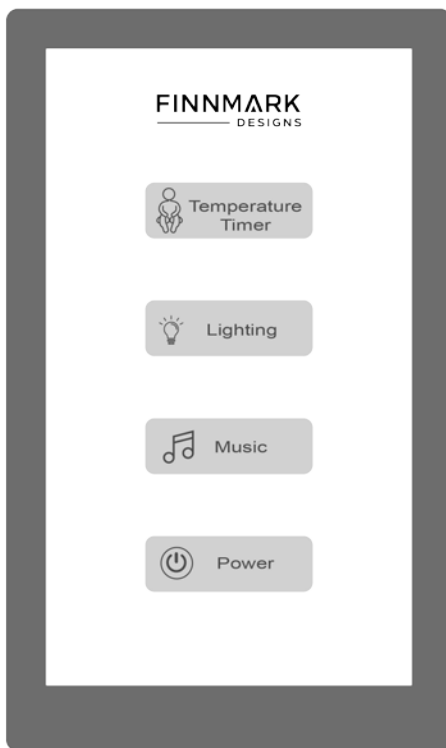 FINNMARK
DESIGNS
Temperature
Timer
Lighting
Music
Power